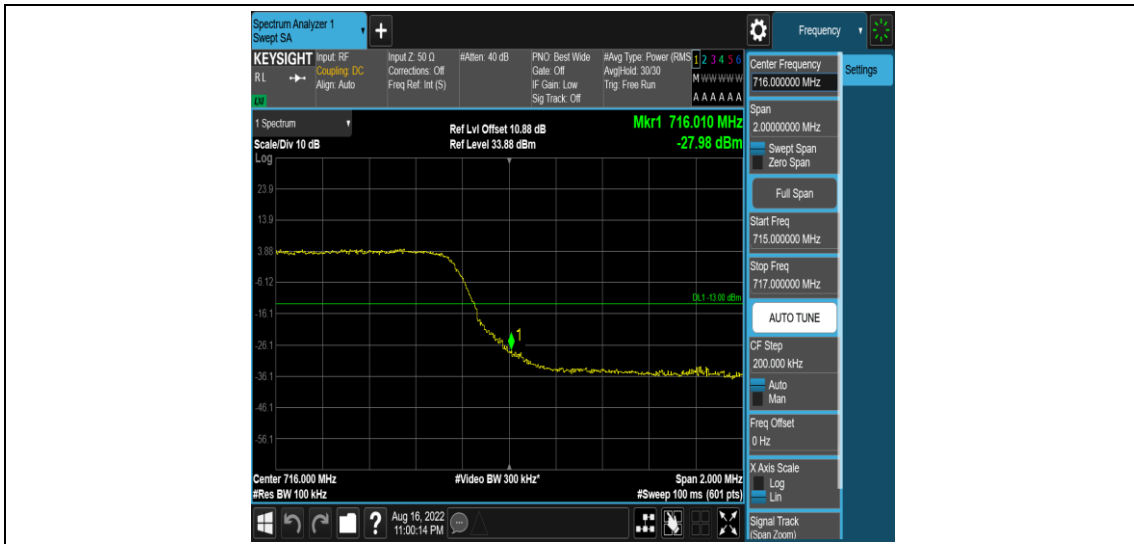 Spectrum Analyzer 1
Swept SA
Frequency
KEYSIGHT
RL
LXI
Input: RF
Coupling: DC
Align: Auto
Input Z: 50 Ω
Corrections: Off
Freq Ref: Int (S)
#Atten: 40 dB
PNO: Best Wide
Gate: Off
IF Gain: Low
Sig Track: Off
#Avg Type: Power (RMS
Avg|Hold: 30/30
Trig: Free Run
1 2 3 4 5 6
M W W W W W
A A A A A A
1 Spectrum
Scale/Div 10 dB
Log
Ref Lvl Offset 10.88 dB
Ref Level 33.88 dBm
Mkr1 716.010 MHz
-27.98 dBm
23.9
13.9
3.88
-6.12
-16.1
-26.1
-36.1
-46.1
-56.1
DL1 -13.00 dBm
1
Center 716.000 MHz
#Res BW 100 kHz
#Video BW 300 kHz*
Span 2.000 MHz
#Sweep 100 ms (601 pts)
Aug 16, 2022
11:00:14 PM
Center Frequency
716.000000 MHz
Settings
Span
2.00000000 MHz
Swept Span
Zero Span
Full Span
Start Freq
715.000000 MHz
Stop Freq
717.000000 MHz
AUTO TUNE
CF Step
200.000 kHz
Auto
Man
Freq Offset
0 Hz
X Axis Scale
Log
Lin
Signal Track
(Span Zoom)